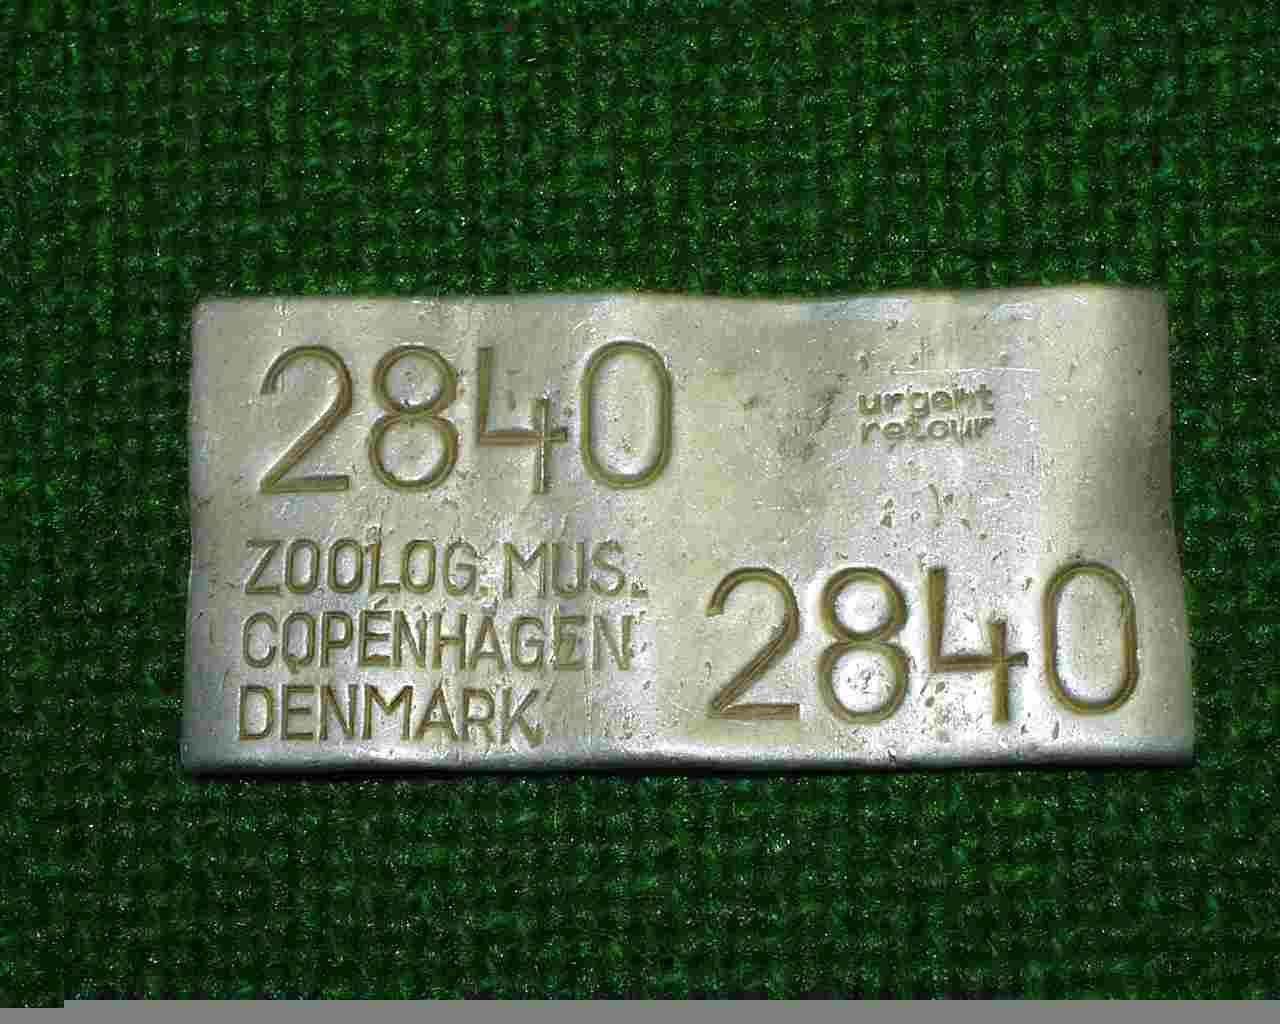 2840
urgent
retour
ZOOLOG. MUS.
COPENHAGEN
DENMARK
2840